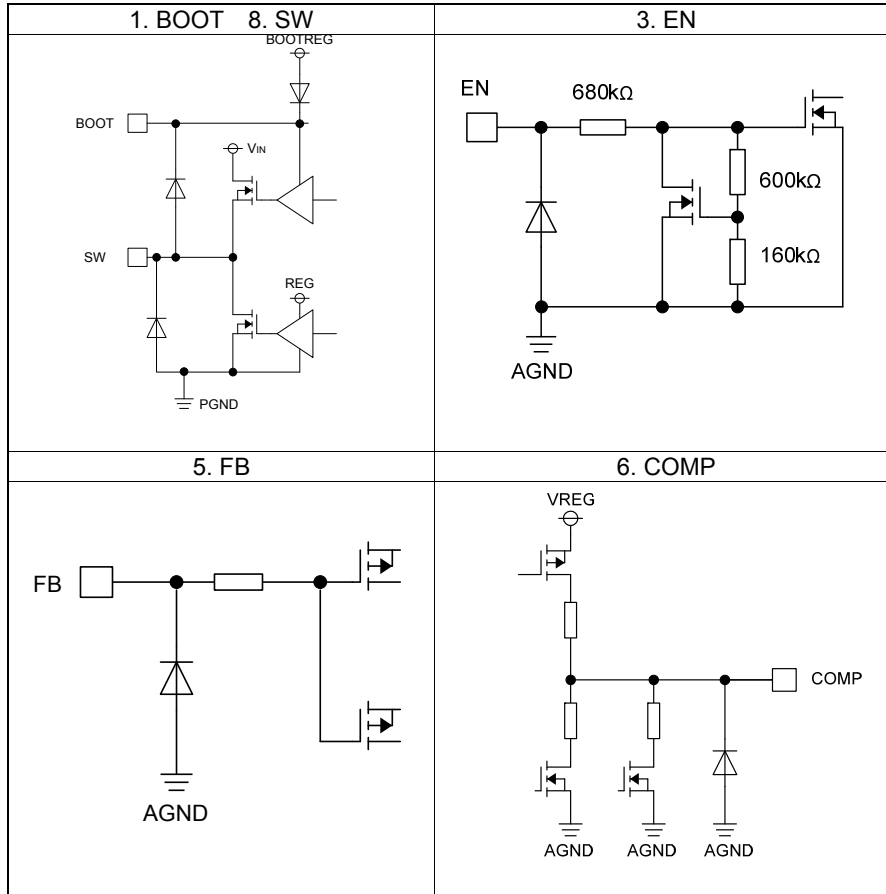 1. BOOT 8. SW
BOOTREG
BOOT
VIN
SW
REG
PGND
3. EN
EN
680kΩ
600kΩ
160kΩ
AGND
5. FB
FB
AGND
6. COMP
VREG
COMP
AGND AGND AGND